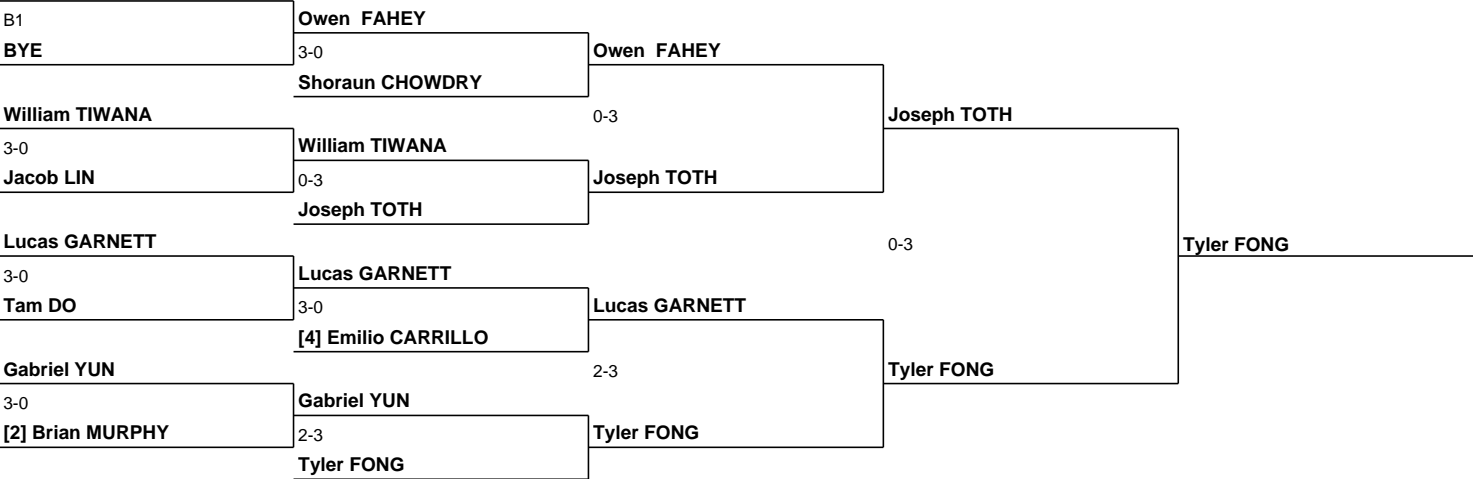 B1
BYE
William TIWANA
3-0
Jacob LIN
Lucas GARNETT
3-0
Tam DO
Gabriel YUN
3-0
[2] Brian MURPHY
Owen  FAHEY
3-0
Shoraun CHOWDRY
William TIWANA
0-3
Joseph TOTH
Lucas GARNETT
3-0
[4] Emilio CARRILLO
Gabriel YUN
2-3
Tyler FONG
Owen  FAHEY
0-3
Joseph TOTH
Lucas GARNETT
2-3
Tyler FONG
Joseph TOTH
0-3
Tyler FONG
Tyler FONG